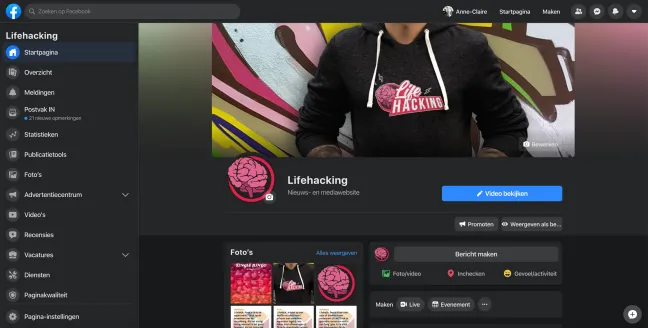 Zoeken op Facebook
Anne-Claire
Startpagina
Maken
Lifehacking
Startpagina
Overzicht
Meldingen
Postvak IN
21 nieuwe opmerkingen
Statistieken
Publicatietools
Foto's
Advertentiecentrum
Video's
Recensies
Vacatures
Diensten
Paginakwaliteit
Pagina-instellingen
Life
HACKING
Bewerken
Lifehacking
Nieuws- en mediawebsite
Video bekijken
Promoten
Weergeven als be...
Foto's
Alles weergeven
Bericht maken
Foto/video
Inchecken
Gevoel/activiteit
Maken
Live
Evenement